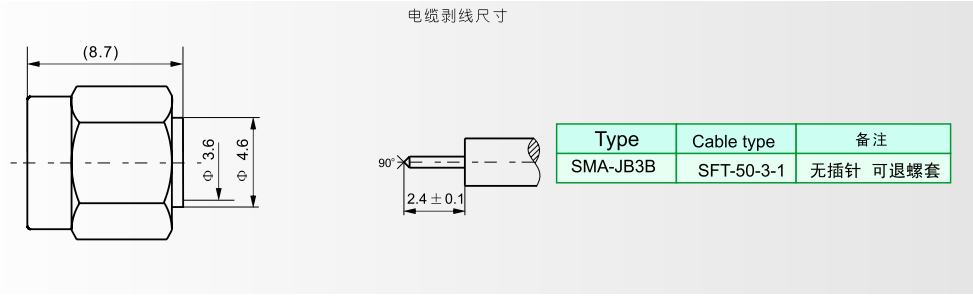 电缆剥线尺寸
(8.7)
Φ 3.6
Φ 4.6
90°
2.4±0.1
Type Cable type 备注
SMA-JB3B SFT-50-3-1 无插针 可退螺套